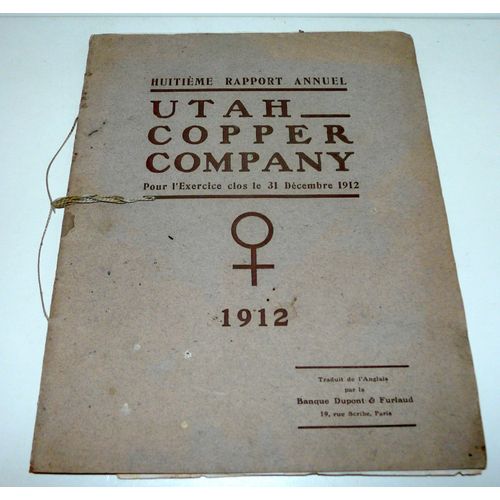 HUITIÈME RAPPORT ANNUEL
UTAH
COPPER
COMPANY
Pour l'Exercice clos le 31 Décembre 1912
1912
Traduit de l'Anglais
par la
Banque Dupont & Furlaud
19, rue Scribe, Paris